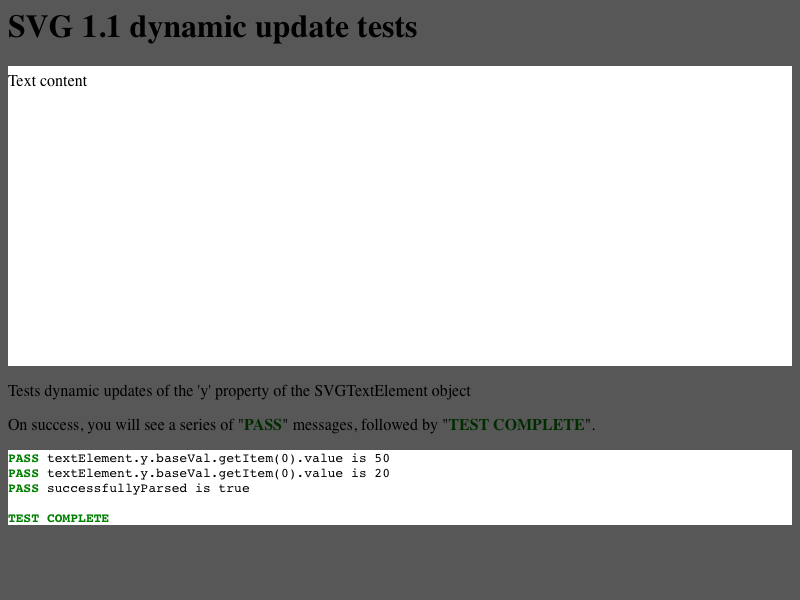 SVG 1.1 dynamic update tests
Text content
Tests dynamic updates of the 'y' property of the SVGTextElement object
On success, you will see a series of "PASS" messages, followed by "TEST COMPLETE".
PASS textElement.y.baseVal.getItem(0).value is 50
PASS textElement.y.baseVal.getItem(0).value is 20
PASS successfullyParsed is true
TEST COMPLETE